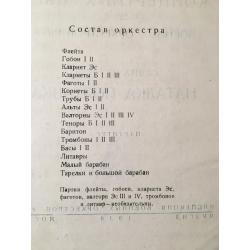 Состав оркестра
Флейта
Гобои I II
Кларнет Эс
Кларнеты Б I II III
Фаготы I II
Корнеты Б I II
Трубы Б I II
Альты Эс I II
Валторны Эс I II III IV
Теноры Б I II III
Баритон
Тромбоны I II III
Басы I II
Литавры
Малый барабан
Тарелки и большой барабан
Партии флейты, гобоев, кларнета Эс,
фаготов, валторн Эс III и IV, тромбонов
и литавр—необязательны.